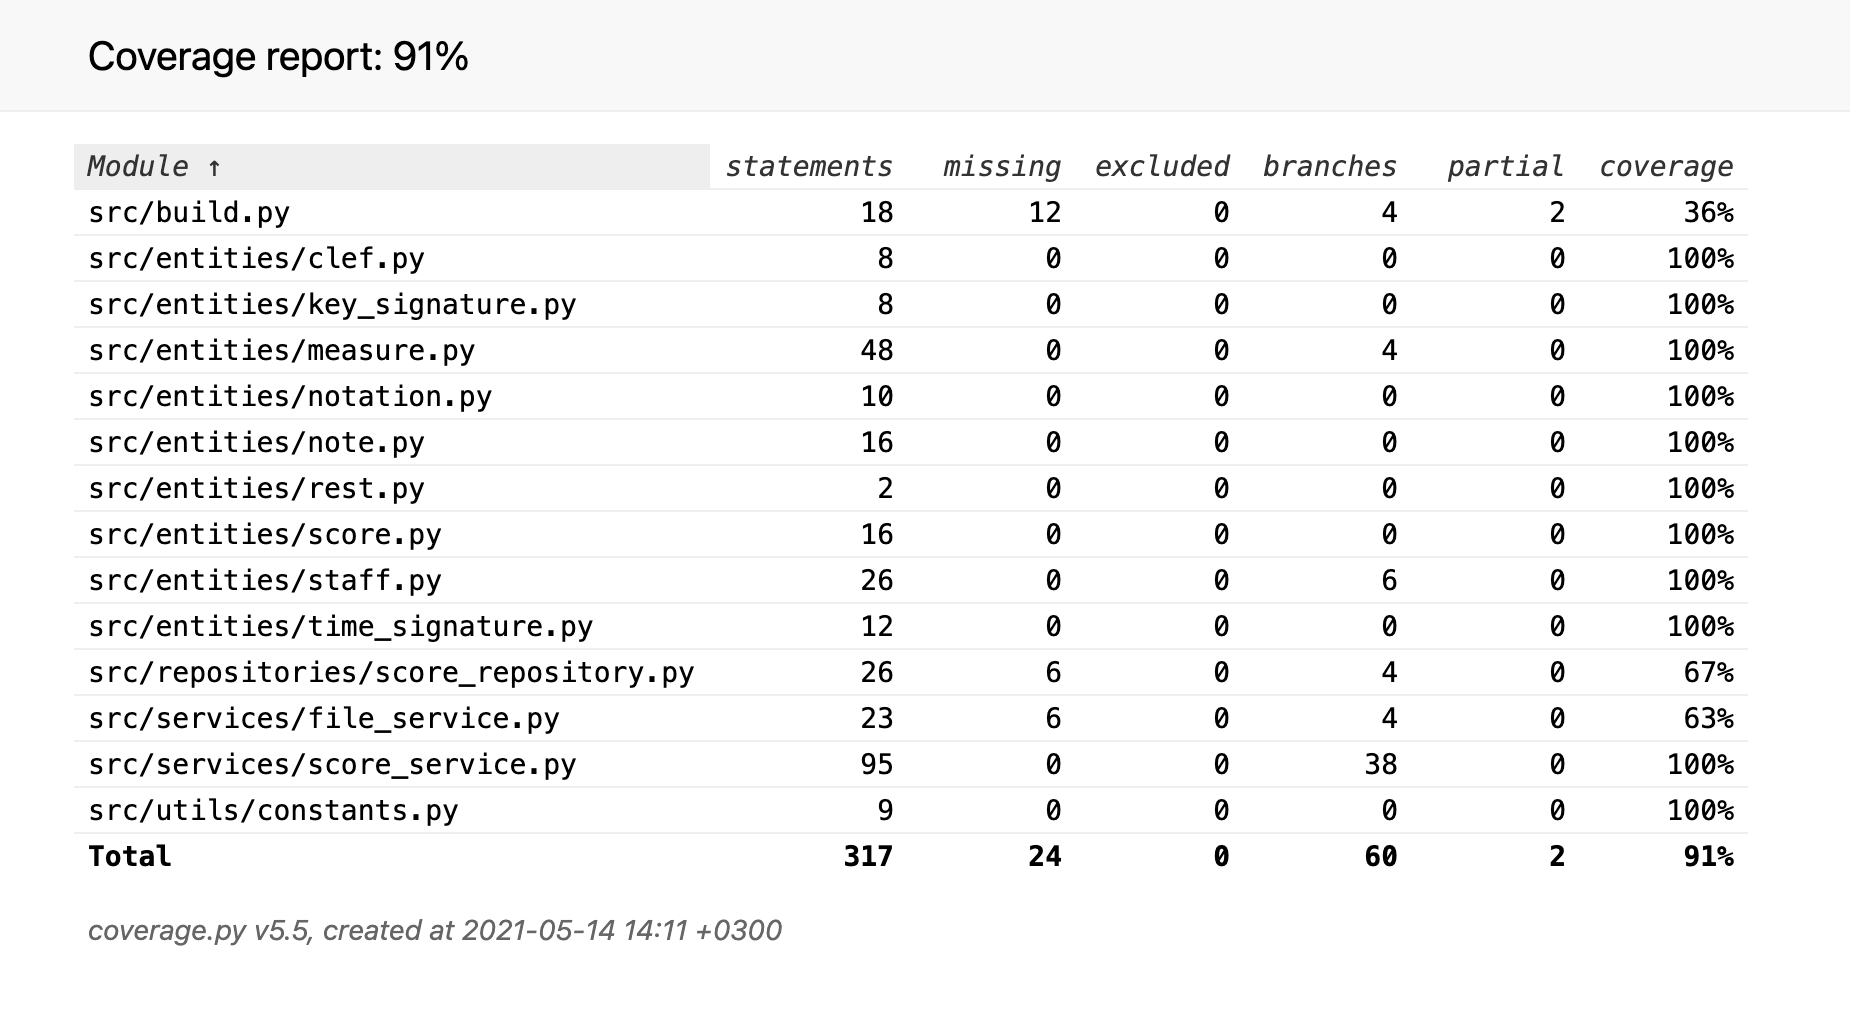 Coverage report: 91%
Module ↑ statements missing excluded branches partial coverage
src/build.py 18 12 0 4 2 36%
src/entities/clef.py 8 0 0 0 0 100%
src/entities/key_signature.py 8 0 0 0 0 100%
src/entities/measure.py 48 0 0 4 0 100%
src/entities/notation.py 10 0 0 0 0 100%
src/entities/note.py 16 0 0 0 0 100%
src/entities/rest.py 2 0 0 0 0 100%
src/entities/score.py 16 0 0 0 0 100%
src/entities/staff.py 26 0 0 6 0 100%
src/entities/time_signature.py 12 0 0 0 0 100%
src/repositories/score_repository.py 26 6 0 4 0 67%
src/services/file_service.py 23 6 0 4 0 63%
src/services/score_service.py 95 0 0 38 0 100%
src/utils/constants.py 9 0 0 0 0 100%
Total 317 24 0 60 2 91%
coverage.py v5.5, created at 2021-05-14 14:11 +0300